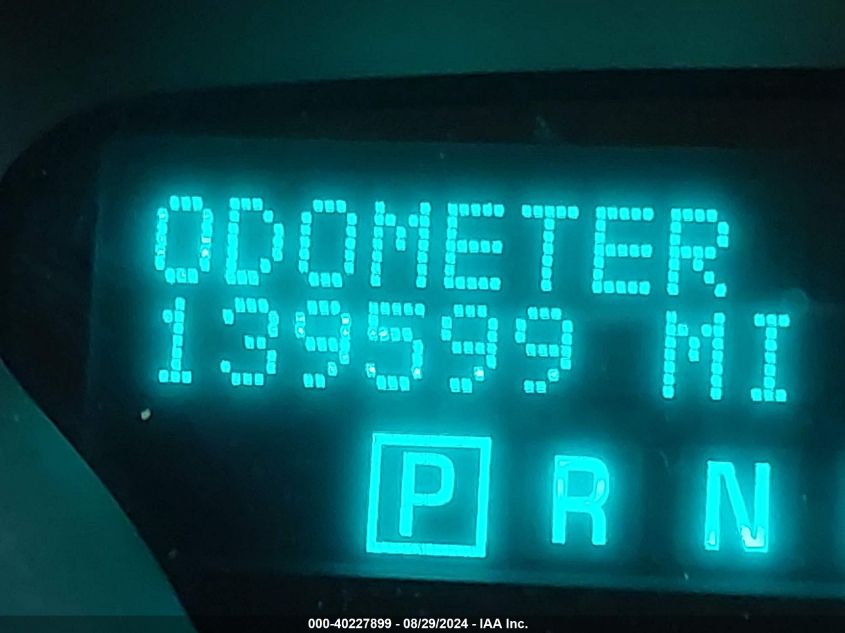 ODOMETER
139599 MI
P R N
000-40227899 - 08/29/2024 - IAA Inc.